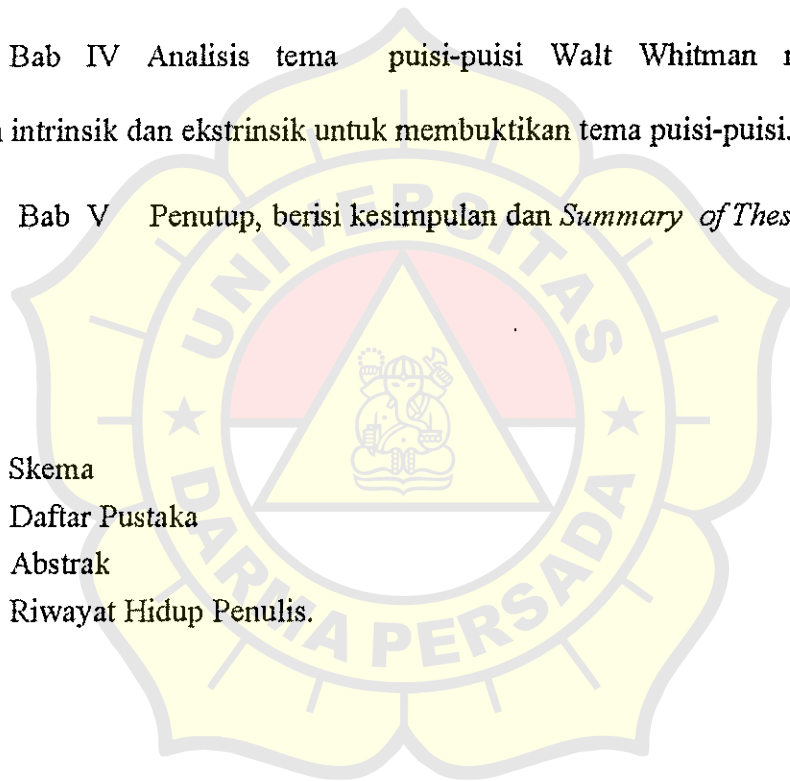 Bab IV Analisis tema puisi-puisi Walt Whitman
intrinsik dan ekstrinsik untuk membuktikan tema puisi-puisi.
Bab V Penutup, berisi kesimpulan dan Summary of Thes
UNIVERSITAS
DARMA PERSADA
Skema
Daftar Pustaka
Abstrak
Riwayat Hidup Penulis.